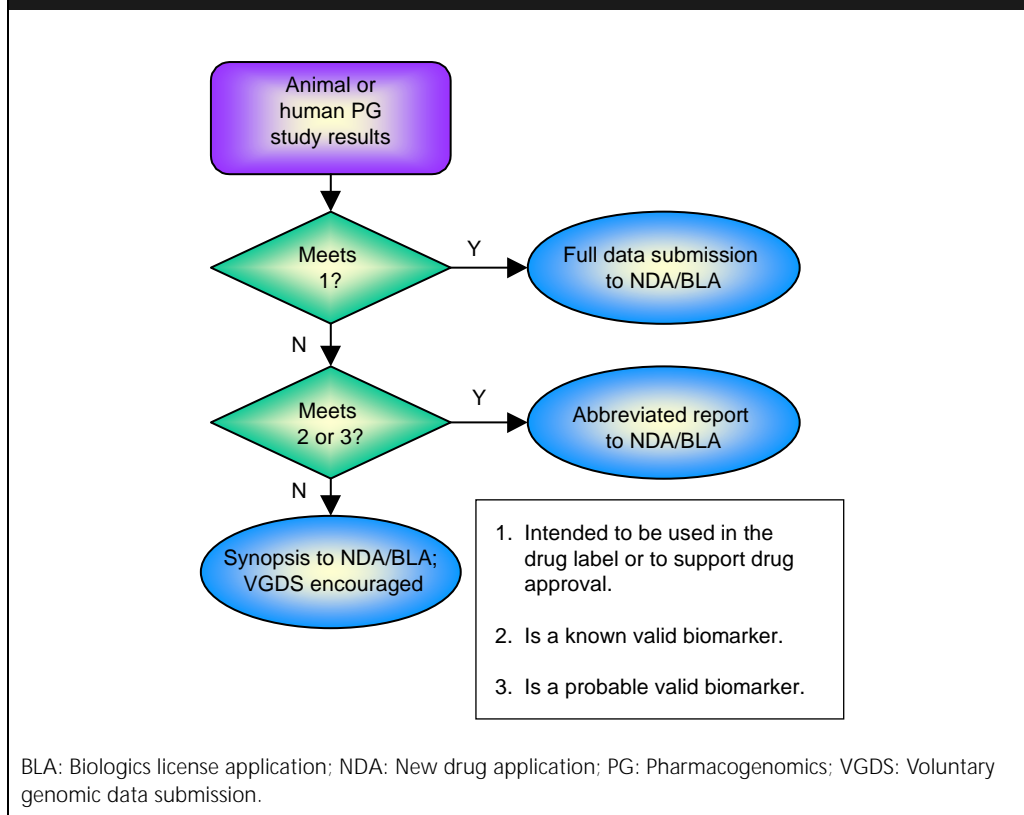 Animal or
human PG
study results
Meets
1?
Y
Full data submission
to NDA/BLA
N
Meets
2 or 3?
Y
Abbreviated report
to NDA/BLA
N
Synopsis to NDA/BLA;
VGDS encouraged
1. Intended to be used in the
drug label or to support drug
approval.
2. Is a known valid biomarker.
3. Is a probable valid biomarker.
BLA: Biologics license application; NDA: New drug application; PG: Pharmacogenomics; VGDS: Voluntary
genomic data submission.